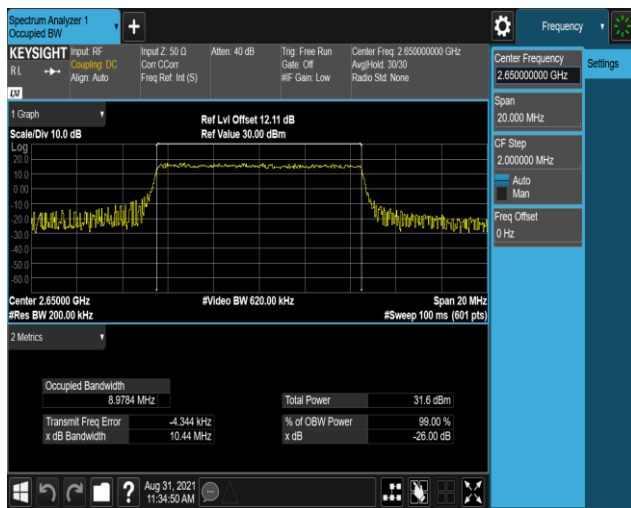 Spectrum Analyzer 1
Occupied BW
Frequency
KEYSIGHT
RL
LXI
Input: RF
Coupling: DC
Align: Auto
Input Z: 50 Ω
Corr CCorr
Freq Ref: Int (S)
Atten: 40 dB
Trig: Free Run
Gate: Off
#IF Gain: Low
Center Freq: 2.650000000 GHz
Avg|Hold: 30/30
Radio Std: None
Center Frequency
2.650000000 GHz
Settings
Span
20.000 MHz
CF Step
2.000000 MHz
Auto
Man
Freq Offset
0 Hz
1 Graph
Scale/Div 10.0 dB
Ref Lvl Offset 12.11 dB
Ref Value 30.00 dBm
Log
20.0
10.0
0.00
-10.0
-20.0
-30.0
-40.0
-50.0
-60.0
Center 2.65000 GHz
#Video BW 620.00 kHz
Span 20 MHz
#Res BW 200.00 kHz
#Sweep 100 ms (601 pts)
2 Metrics
Occupied Bandwidth
8.9784 MHz
Total Power 31.6 dBm
Transmit Freq Error -4.344 kHz
% of OBW Power 99.00 %
x dB Bandwidth 10.44 MHz
x dB -26.00 dB
?
Aug 31, 2021
11:34:50 AM